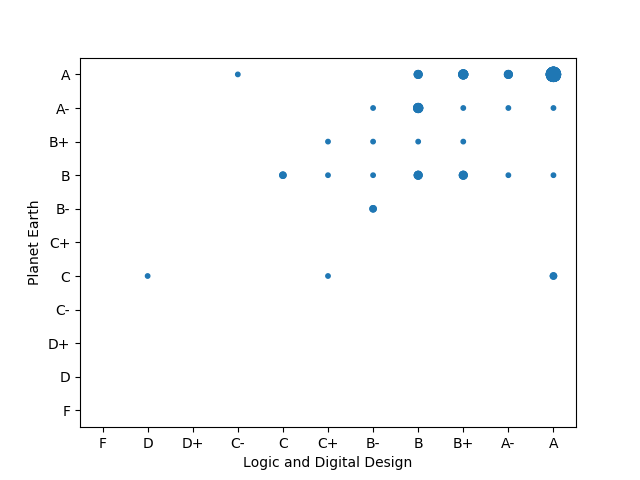 A
A-
B+
B
B-
C+
C
C-
D+
D
F
Planet Earth
F D D+ C- C C+ B- B B+ A- A
Logic and Digital Design